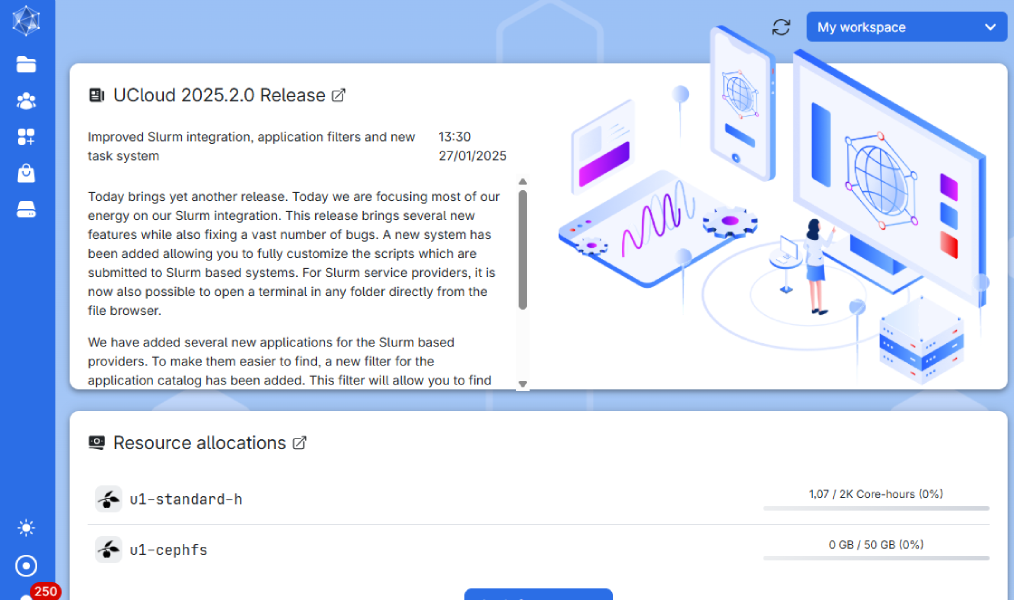 My workspace
UCloud 2025.2.0 Release
Improved Slurm integration, application filters and new
task system
13:30
27/01/2025
Today brings yet another release. Today we are focusing most of our
energy on our Slurm integration. This release brings several new
features while also fixing a vast number of bugs. A new system has
been added allowing you to fully customize the scripts which are
submitted to Slurm based systems. For Slurm service providers, it is
now also possible to open a terminal in any folder directly from the
file browser.
We have added several new applications for the Slurm based
providers. To make them easier to find, a new filter for the
application catalog has been added. This filter will allow you to find
Resource allocations
u1-standard-h
1,07 / 2K Core-hours (0%)
u1-cephfs
0 GB / 50 GB (0%)
250